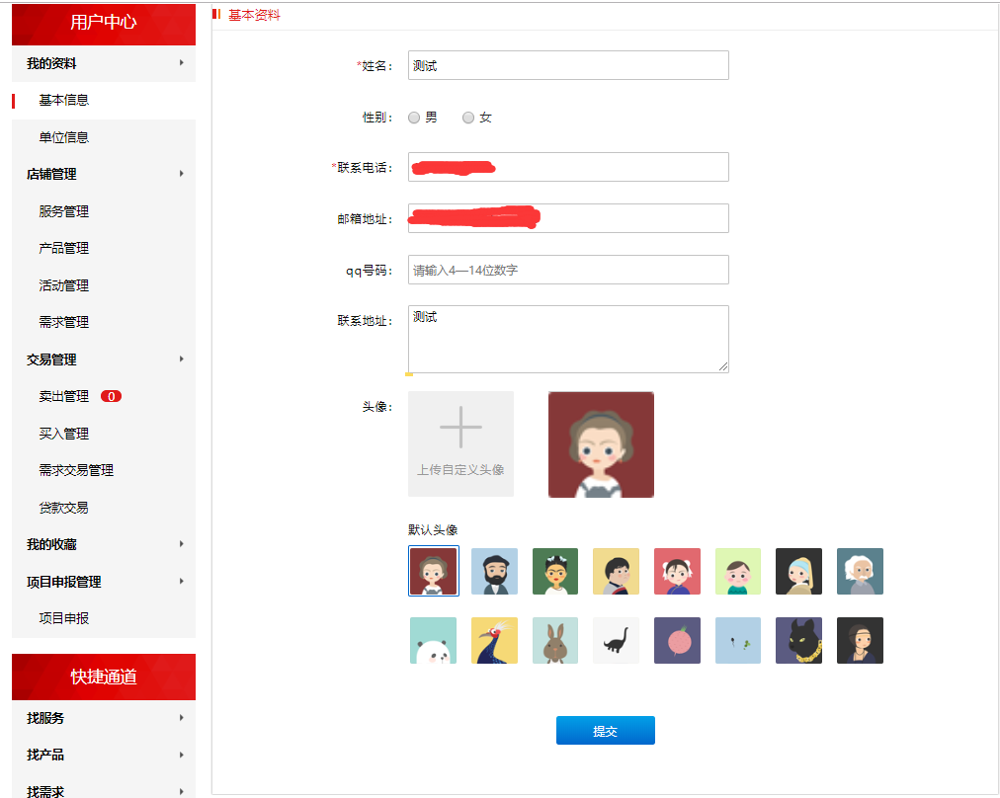 用户中心
我的资料
基本信息
单位信息
店铺管理
服务管理
产品管理
活动管理
需求管理
交易管理
卖出管理 0
买入管理
需求交易管理
贷款交易
我的收藏
项目申报管理
项目申报
快捷通道
找服务
找产品
找需求
基本资料
*姓名： 测试
性别： 男 女
*联系电话：
邮箱地址：
qq号码： 请输入4—14位数字
联系地址： 测试
头像：
上传自定义头像
默认头像
提交